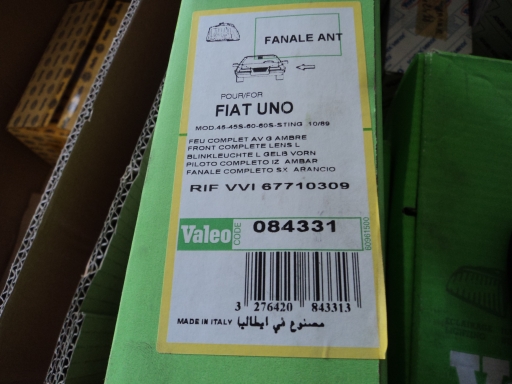 FANALE ANT
POUR/FOR
FIAT UNO
MOD.45-45S-60-60S-STING 10/89
FEU COMPLET AV G AMBRE
FRONT COMPLETE LENS L
BLINKLEUCHTE L GELB VORN
PILOTO COMPLETO IZ AMBAR
FANALE COMPLETO SX ARANCIO
RIF VVI 67710309
Valeo CODE 084331
3 276420 843313
MADE IN ITALY مصنوع في ايطاليا